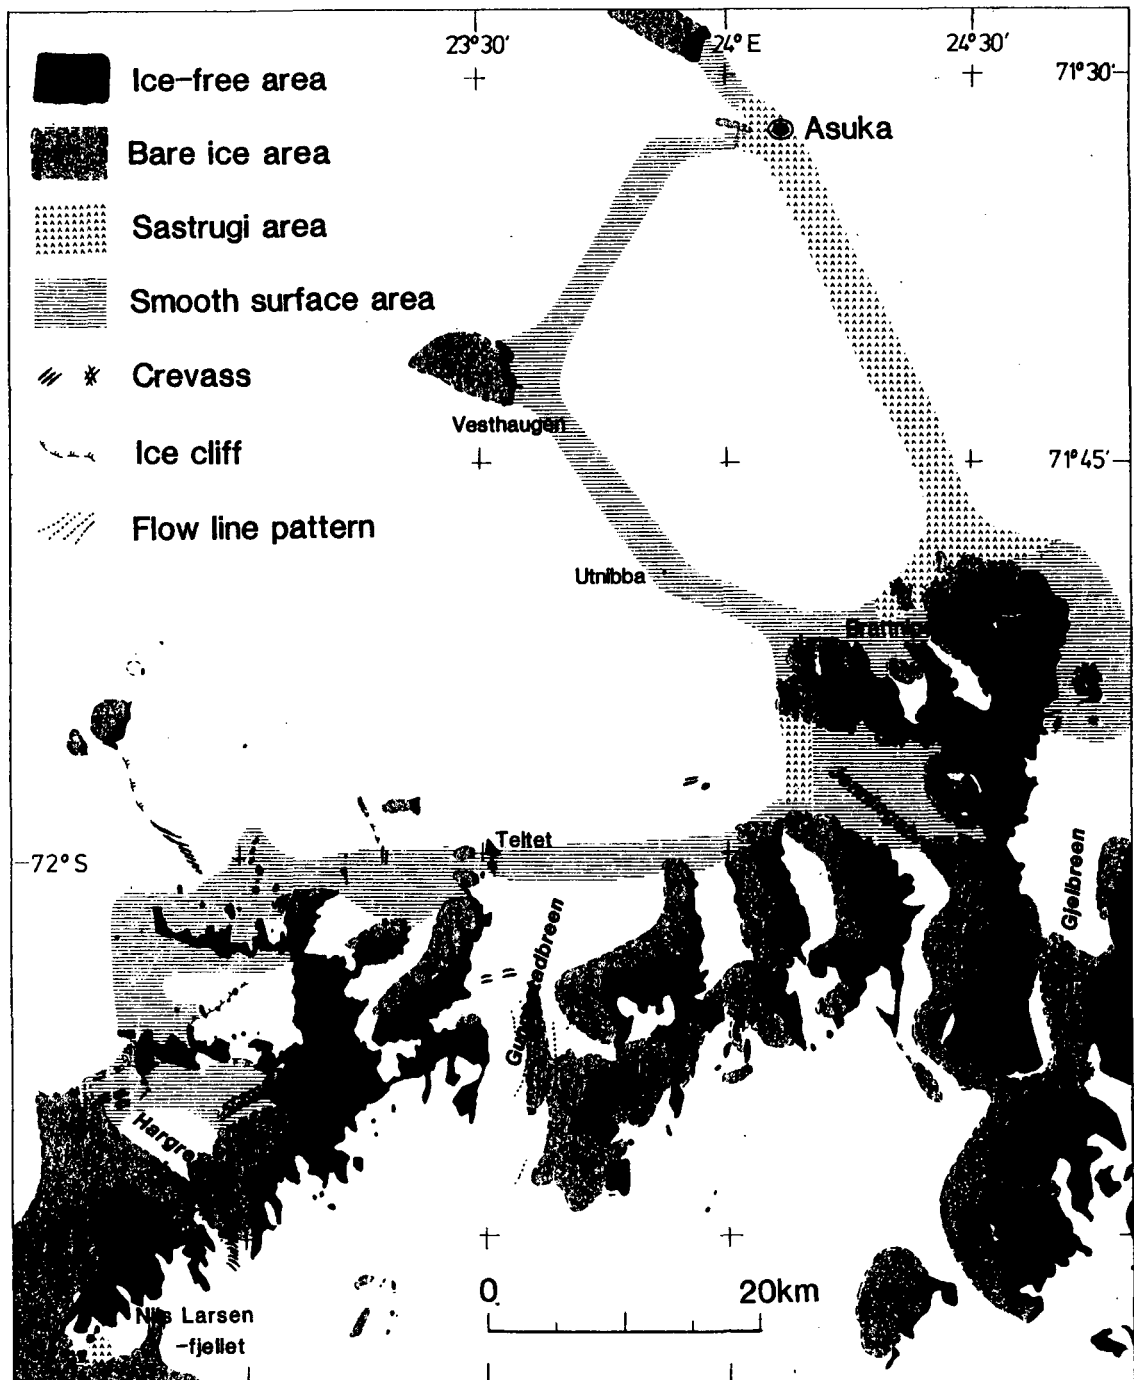 23°30′
24° E
24°30′
71°30′
Ice-free area
Asuka
Bare ice area
Sastrugi area
Smooth surface area
Crevass
Vesthaugen
Ice cliff
71°45′
Flow line pattern
Utnibba
Teltet
72° S
Gjelbreen
Nils Larsen
-fjellet
0
20km